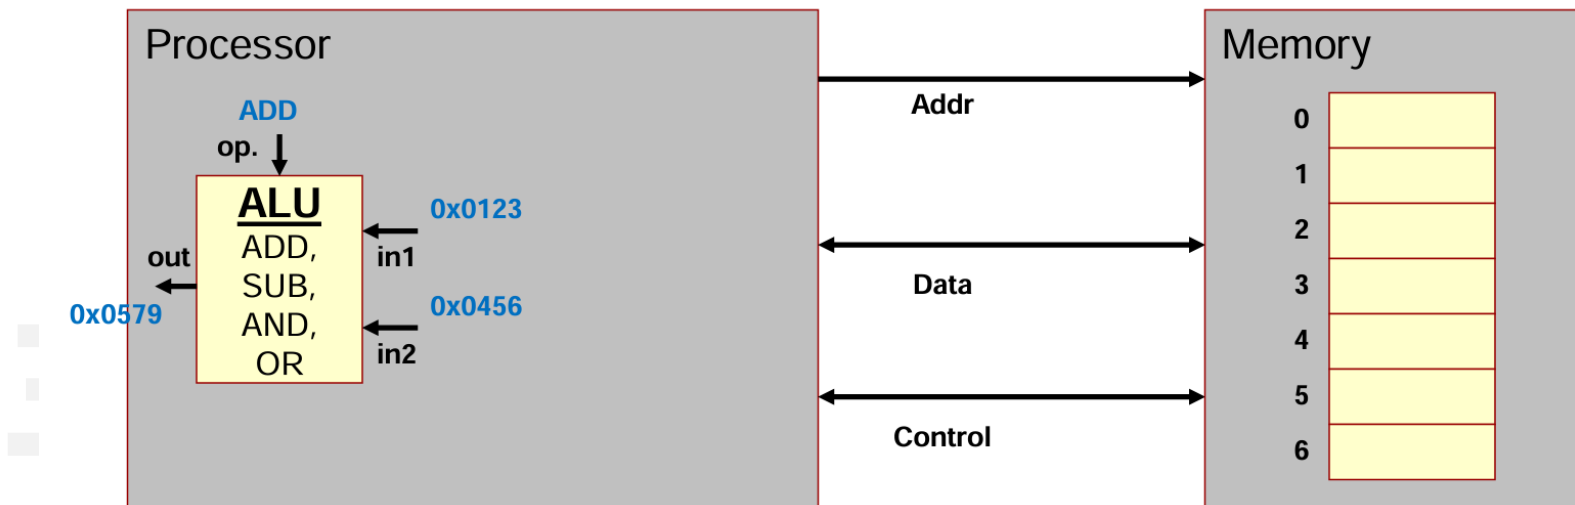 Processor
ADD
op.
ALU
ADD,
SUB,
AND,
OR
0x0123
in1
0x0456
in2
out
0x0579
Addr
Data
Control
Memory
0
1
2
3
4
5
6